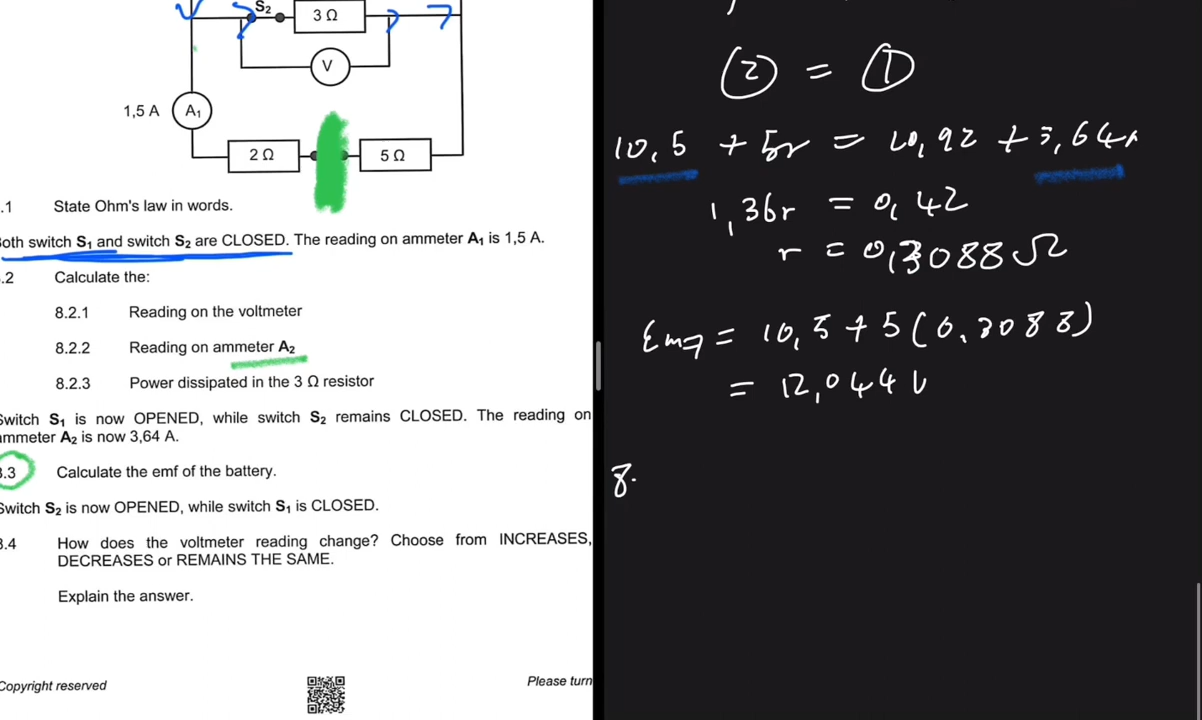 S2
3 Ω
V
1,5 A
A1
2 Ω
5 Ω
.1 State Ohm's law in words.
oth switch S1 and switch S2 are CLOSED. The reading on ammeter A1 is 1,5 A.
.2 Calculate the:
8.2.1 Reading on the voltmeter
8.2.2 Reading on ammeter A2
8.2.3 Power dissipated in the 3 Ω resistor
Switch S1 is now OPENED, while switch S2 remains CLOSED. The reading on
ammeter A2 is now 3,64 A.
8.3 Calculate the emf of the battery.
Switch S2 is now OPENED, while switch S1 is CLOSED.
8.4 How does the voltmeter reading change? Choose from INCREASES,
DECREASES or REMAINS THE SAME.
Explain the answer.
Copyright reserved
Please turn
2 = 1
10,5 + 5r = 10,92 + 3,64r
1,36r = 0,42
r = 0,3088 Ω
Emf = 10,5 + 5(0,3088)
= 12,044 V
8.